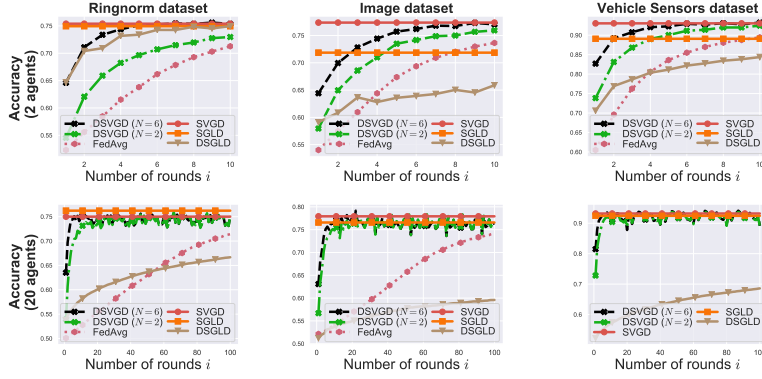 Ringnorm dataset
Image dataset
Vehicle Sensors dataset
Accuracy
(2 agents)
0.75
0.70
0.65
0.60
0.55
DSVGD (N = 6)
DSVGD (N = 2)
FedAvg
SVGD
SGLD
DSGLD
2
4
6
8
10
Number of rounds i
0.75
0.70
0.65
0.60
0.55
DSVGD (N = 6)
DSVGD (N = 2)
FedAvg
SVGD
SGLD
DSGLD
2
4
6
8
10
Number of rounds i
0.90
0.85
0.80
0.75
0.70
0.65
0.60
DSVGD (N = 6)
DSVGD (N = 2)
FedAvg
SVGD
SGLD
DSGLD
2
4
6
8
10
Number of rounds i
Accuracy
(20 agents)
0.75
0.70
0.65
0.60
0.55
0.50
DSVGD (N = 6)
DSVGD (N = 2)
FedAvg
SVGD
SGLD
DSGLD
0
20
40
60
80
100
Number of rounds i
0.80
0.75
0.70
0.65
0.60
0.55
0.50
DSVGD (N = 6)
DSVGD (N = 2)
FedAvg
SVGD
SGLD
DSGLD
0
20
40
60
80
100
Number of rounds i
0.9
0.8
0.7
0.6
DSVGD (N = 6)
DSVGD (N = 2)
SVGD
SGLD
DSGLD
0
20
40
60
80
100
Number of rounds i